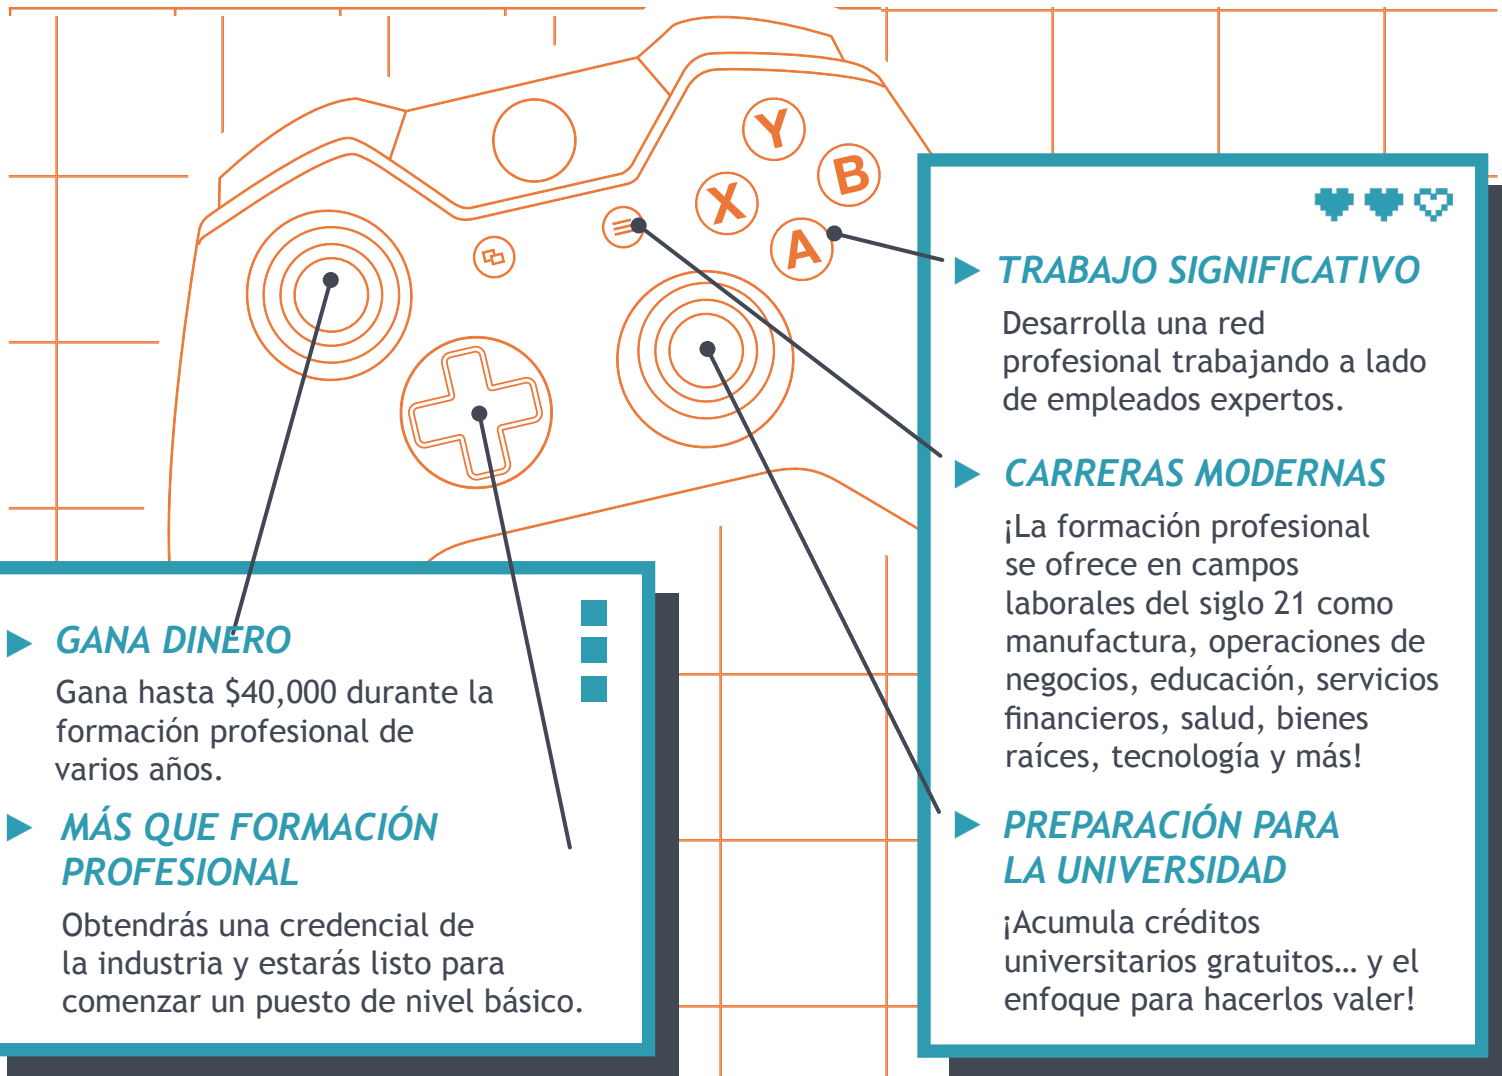 Y
B
X
A
TRABAJO SIGNIFICATIVO
Desarrolla una red
profesional trabajando a lado
de empleados expertos.
CARRERAS MODERNAS
¡La formación profesional
se ofrece en campos
laborales del siglo 21 como
manufactura, operaciones de
negocios, educación, servicios
financieros, salud, bienes
raíces, tecnología y más!
PREPARACIÓN PARA
LA UNIVERSIDAD
¡Acumula créditos
universitarios gratuitos... y el
enfoque para hacerlos valer!
GANA DINERO
Gana hasta $40,000 durante la
formación profesional de
varios años.
MÁS QUE FORMACIÓN
PROFESIONAL
Obtendrás una credencial de
la industria y estarás listo para
comenzar un puesto de nivel básico.